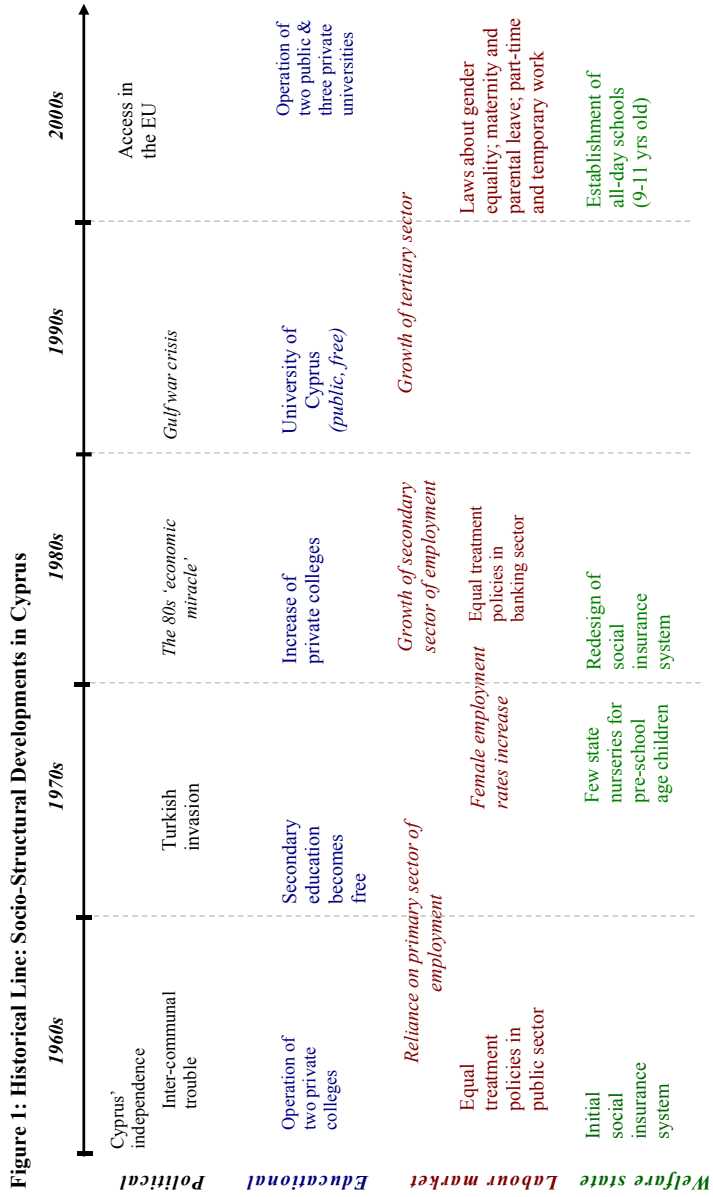 Figure 1: Historical Line: Socio-Structural Developments in Cyprus
1960s
1970s
1980s
1990s
2000s
Political
Cyprus’
independence
Inter-communal
trouble
Turkish
invasion
The 80s ‘economic
miracle’
Gulf war crisis
Access in
the EU
Educational
Operation of
two private
colleges
Secondary
education
becomes
free
Increase of
private colleges
University of
Cyprus
(public, free)
Operation of
two public &
three private
universities
Labour market
Reliance on primary sector of
employment
Growth of secondary
sector of employment
Growth of tertiary sector
Equal
treatment
policies in
public sector
Female employment
rates increase
Equal treatment
policies in
banking sector
Laws about gender
equality; maternity and
parental leave; part-time
and temporary work
Welfare state
Initial
social
insurance
system
Few state
nurseries for
pre-school
age children
Redesign of
social
insurance
system
Establishment of
all-day schools
(9-11 yrs old)